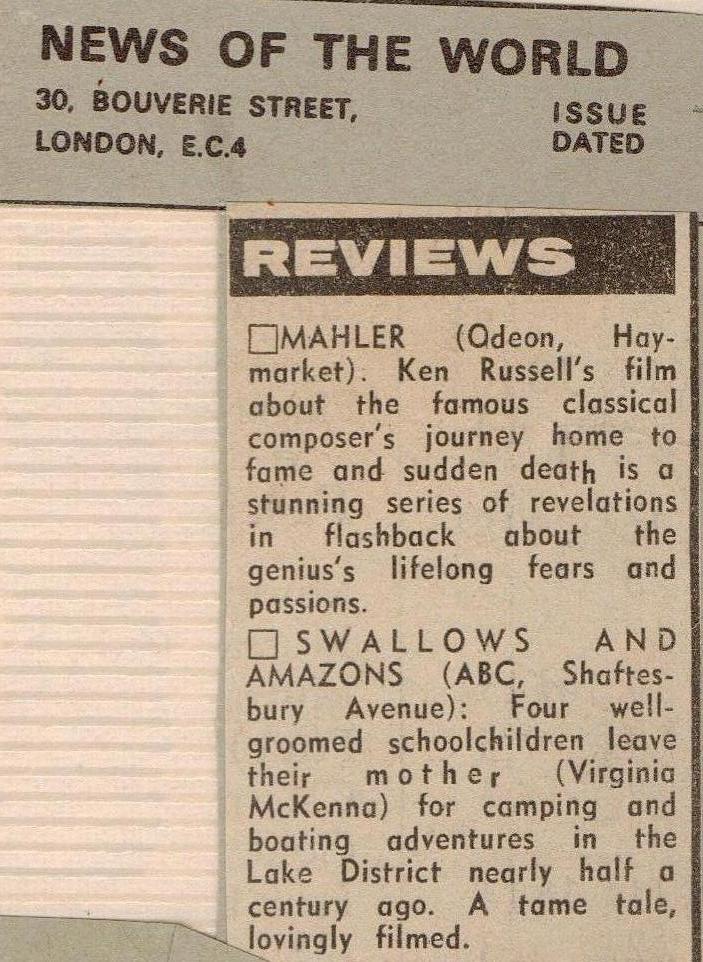 NEWS OF THE WORLD
30, BOUVERIE STREET,
LONDON, E.C.4
ISSUE
DATED
REVIEWS
□MAHLER (Odeon, Hay-
market). Ken Russell's film
about the famous classical
composer's journey home to
fame and sudden death is a
stunning series of revelations
in flashback about the
genius's lifelong fears and
passions.
□ SWALLOWS AND
AMAZONS (ABC, Shaftes-
bury Avenue): Four well-
groomed schoolchildren leave
their mother (Virginia
McKenna) for camping and
boating adventures in the
Lake District nearly half a
century ago. A tame tale,
lovingly filmed.